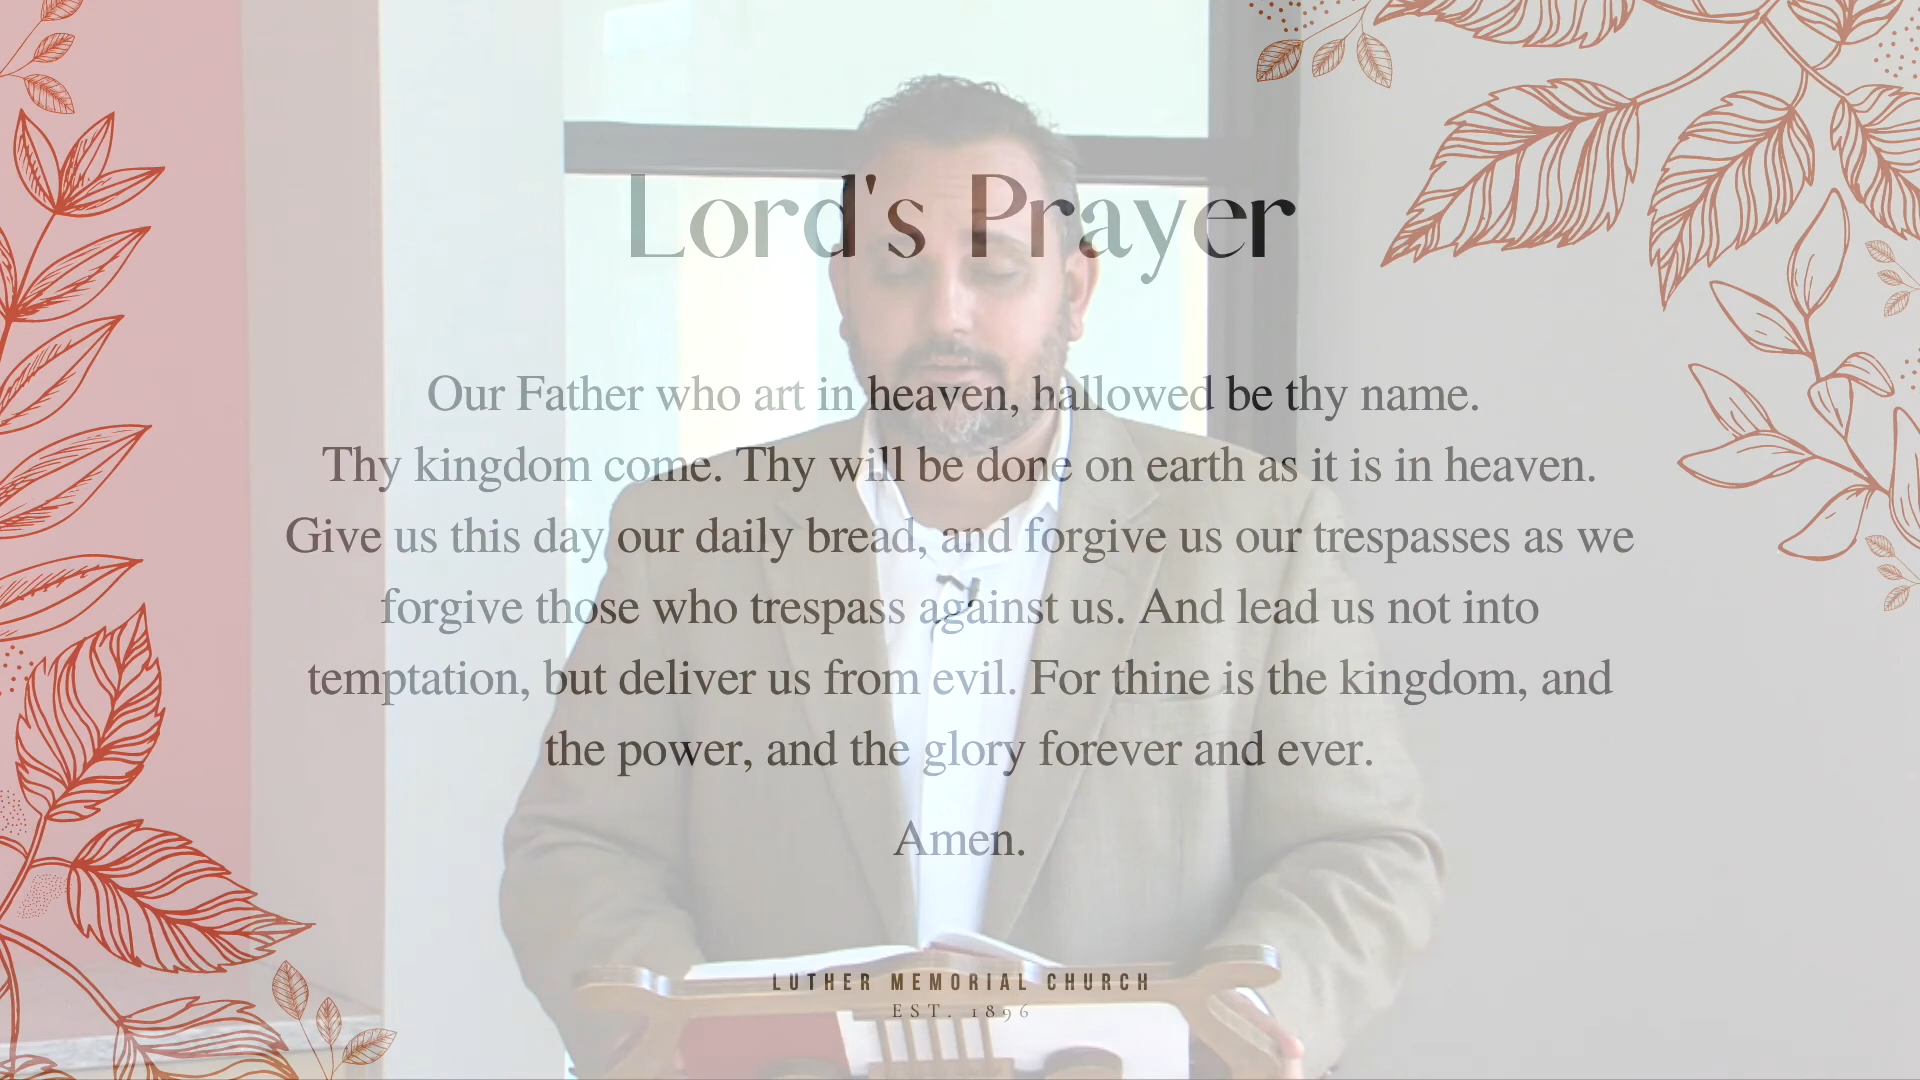 Lord's Prayer
Our Father who art in heaven, hallowed be thy name.
Thy kingdom come. Thy will be done on earth as it is in heaven.
Give us this day our daily bread, and forgive us our trespasses as we
forgive those who trespass against us. And lead us not into
temptation, but deliver us from evil. For thine is the kingdom, and
the power, and the glory forever and ever.
Amen.
LUTHER MEMORIAL CHURCH
EST. 1896